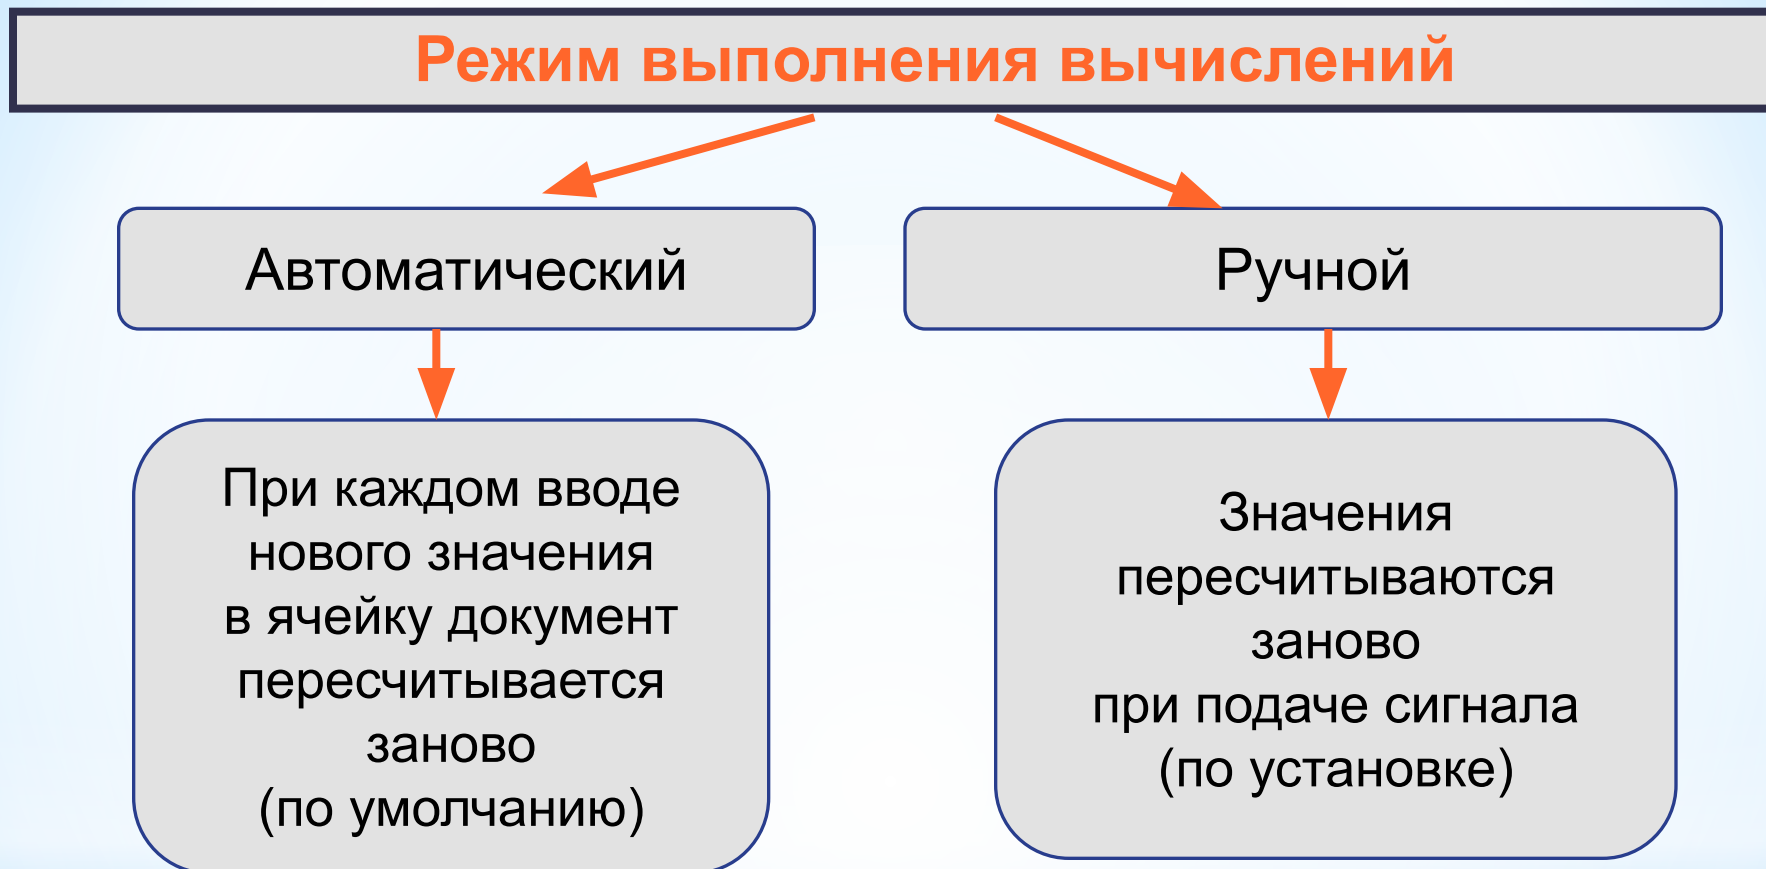 Режим выполнения вычислений
Автоматический
Ручной
При каждом вводе
нового значения
в ячейку документ
пересчитывается
заново
(по умолчанию)
Значения
пересчитываются
заново
при подаче сигнала
(по установке)